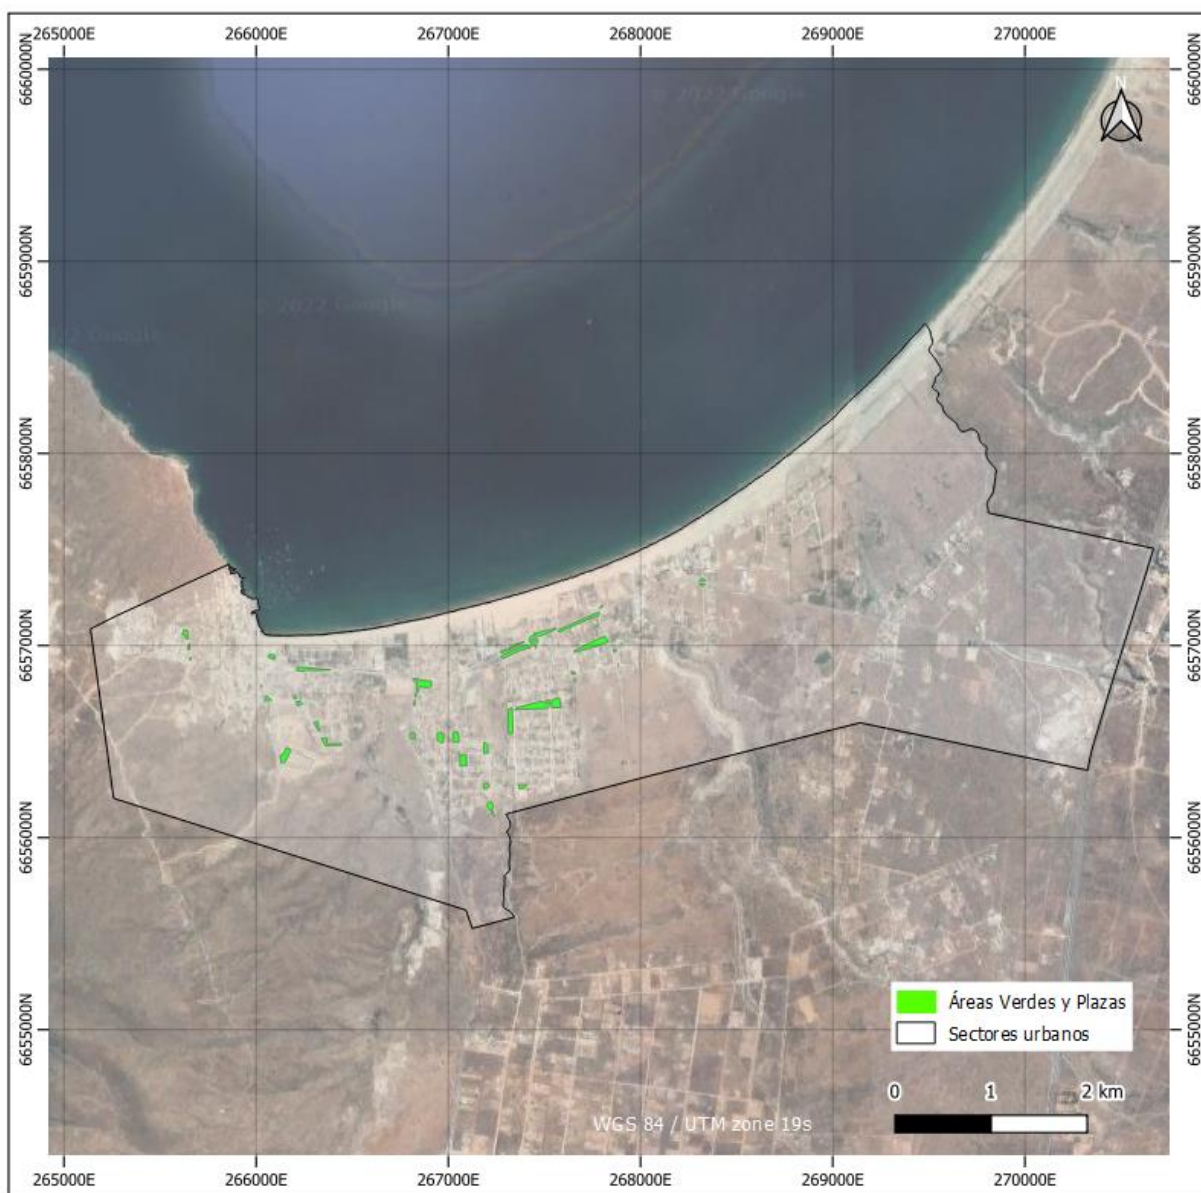 265000E 266000E 267000E 268000E 269000E 270000E
6660000N 6660000N
N
© 2022 Google
6659000N 6659000N
© 2022 Google
2 Google
6658000N 6658000N
6657000N 6657000N
6656000N 6656000N
Áreas Verdes y Plazas
Sectores urbanos
6655000N 6655000N
0 1 2 km
WGS 84 / UTM zone 19s
265000E 266000E 267000E 268000E 269000E 270000E